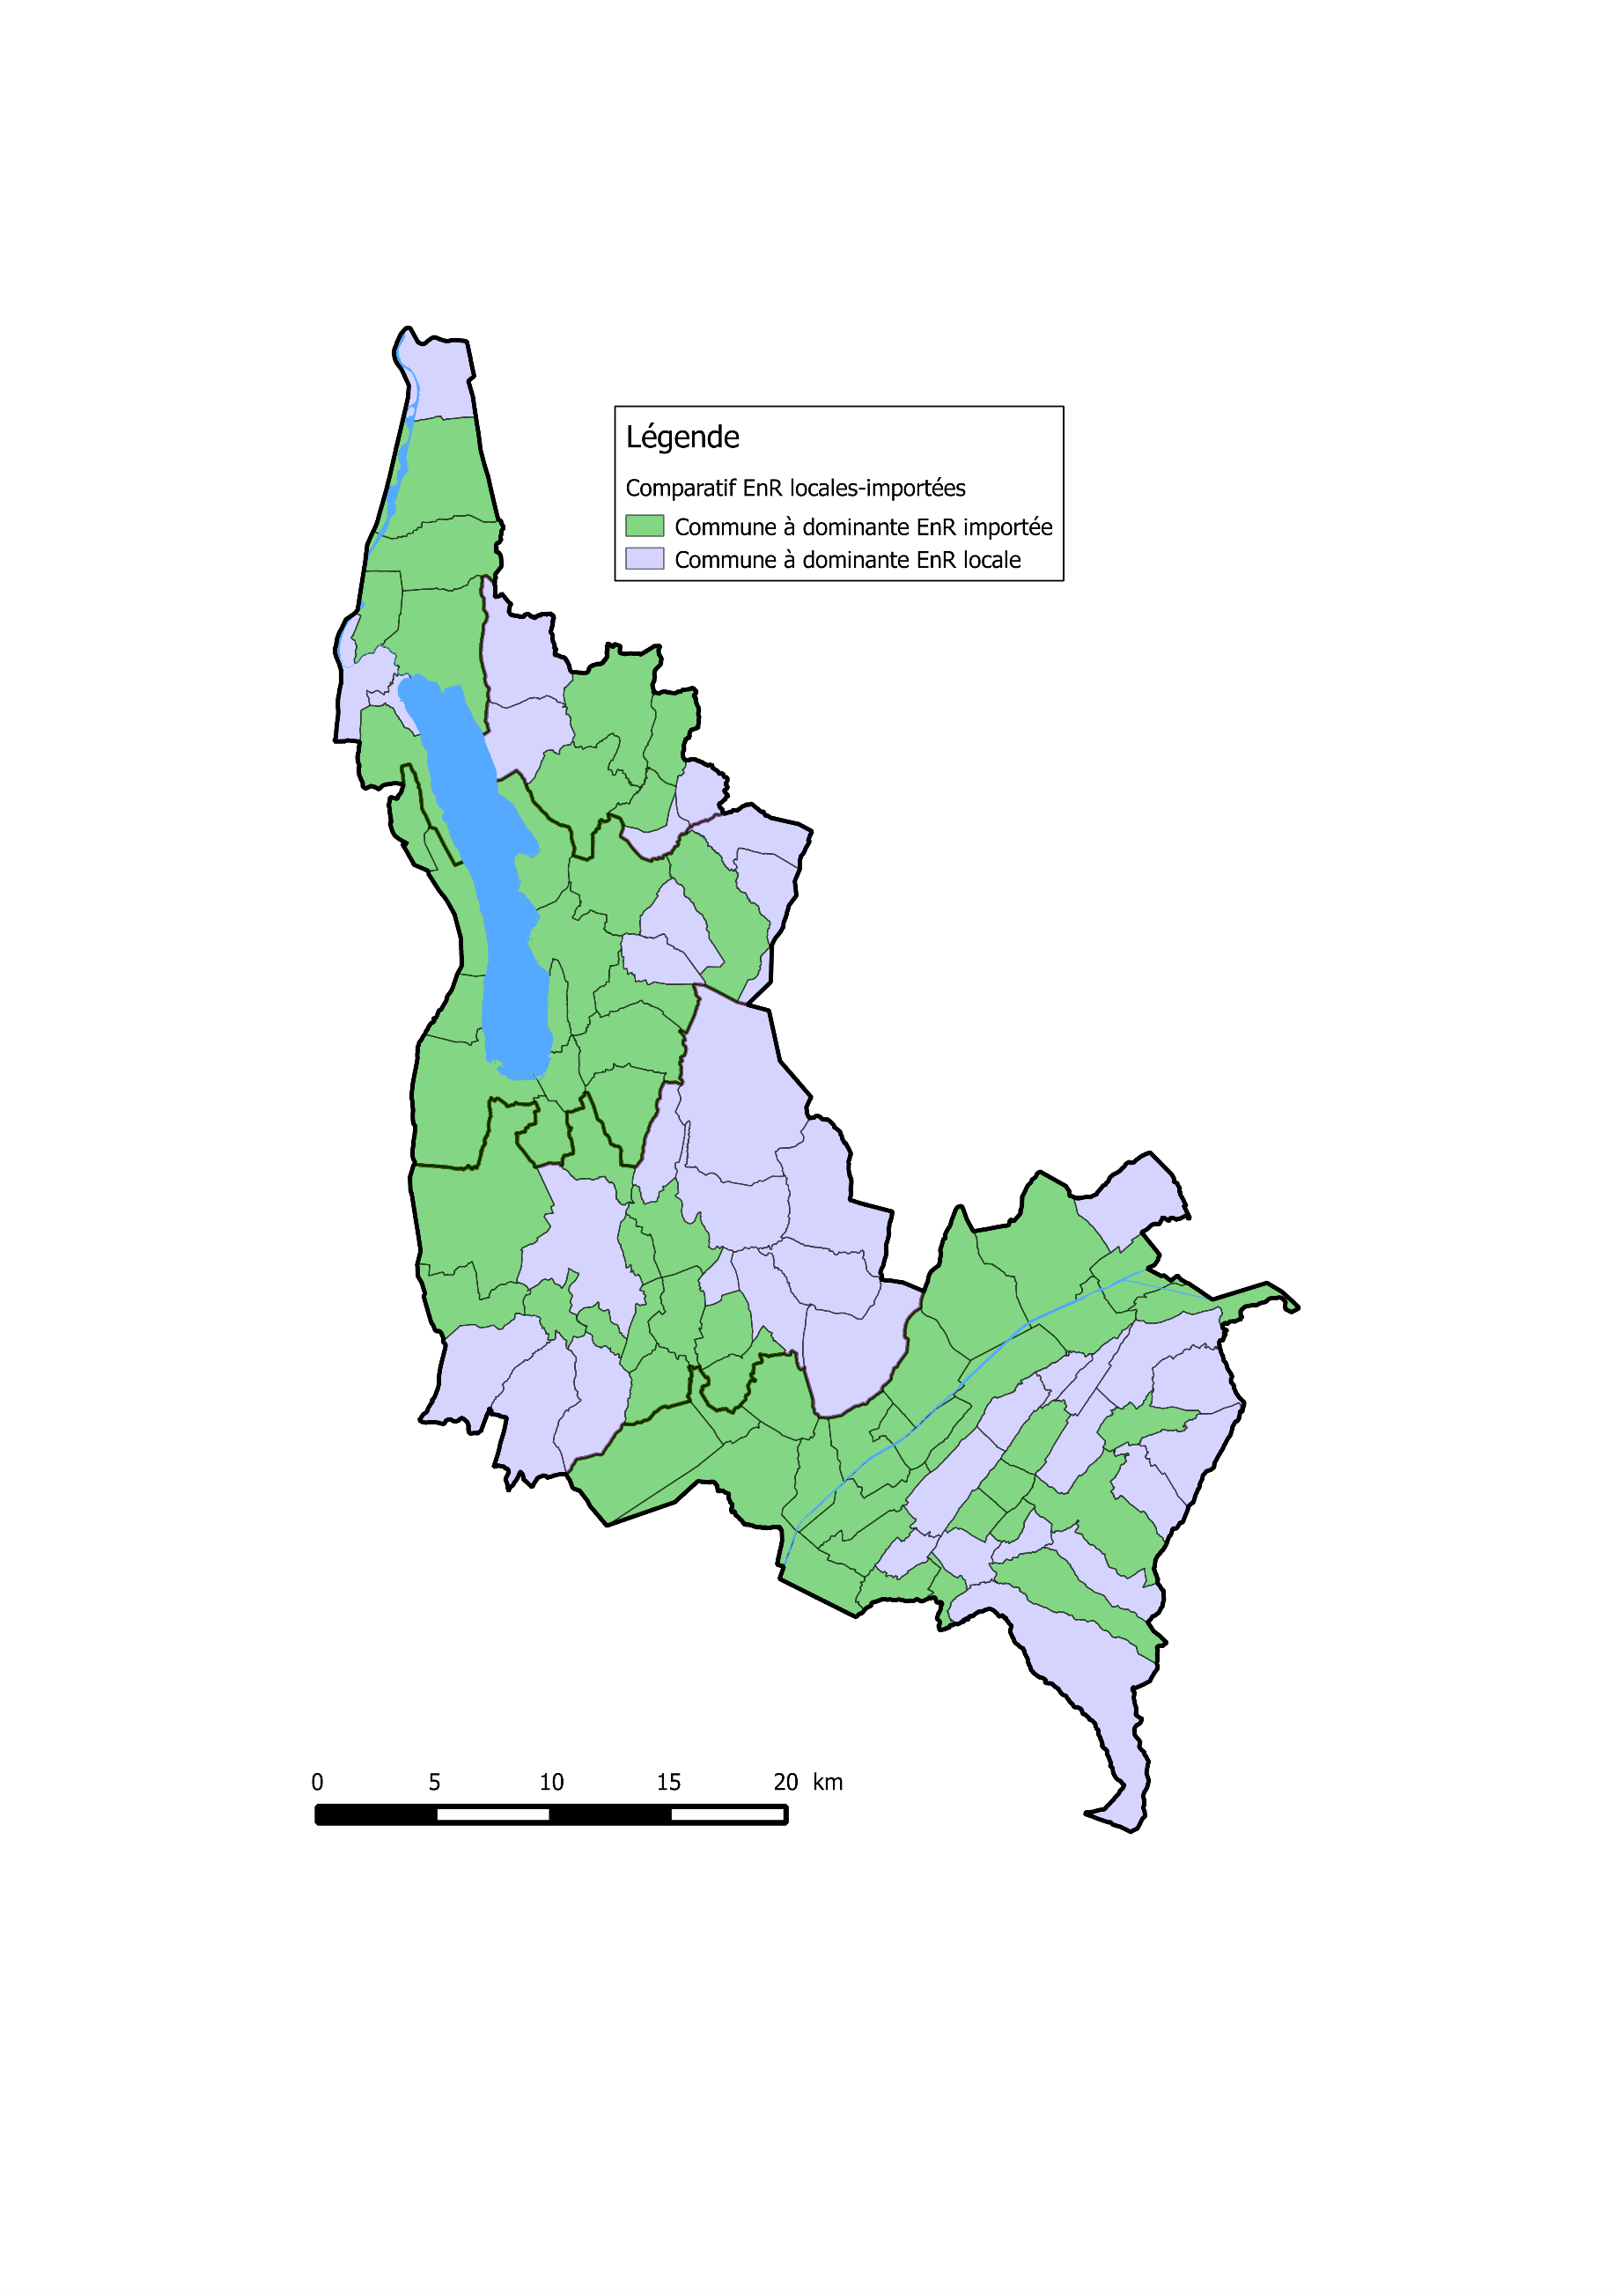 Légende
Comparatif EnR locales-importées
Commune à dominante EnR importée
Commune à dominante EnR locale
0 5 10 15 20 km